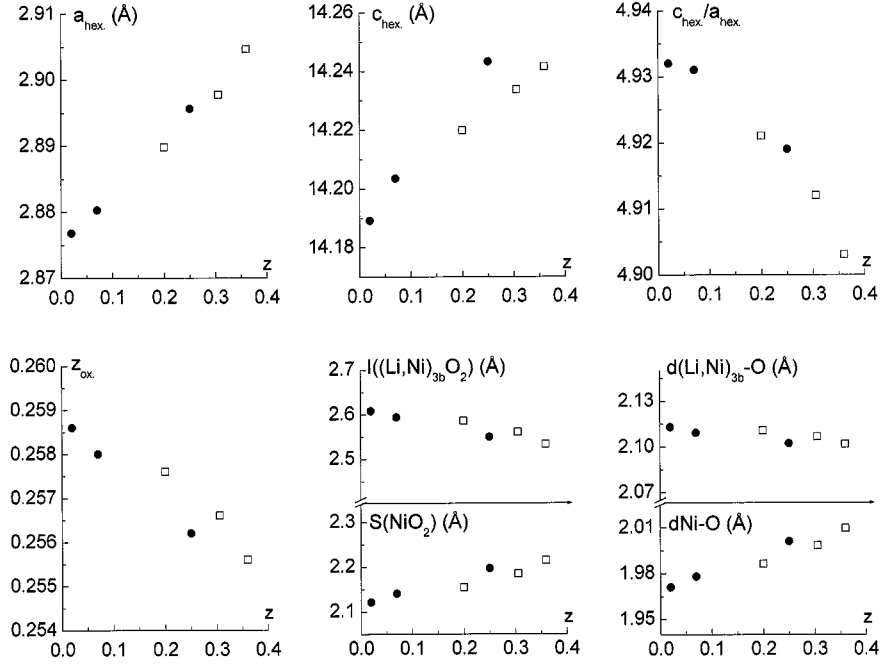 a_hex. (Å)
2.91
2.90
2.89
2.88
2.87
0.0 0.1 0.2 0.3 0.4
z
c_hex. (Å)
14.26
14.24
14.22
14.20
14.18
0.0 0.1 0.2 0.3 0.4
z
c_hex./a_hex.
4.94
4.93
4.92
4.91
4.90
0.0 0.1 0.2 0.3 0.4
z
z_ox.
0.260
0.259
0.258
0.257
0.256
0.255
0.254
0.0 0.1 0.2 0.3 0.4
z
I((Li,Ni)_3bO_2) (Å)
2.7
2.6
2.5
S(NiO_2) (Å)
2.3
2.2
2.1
0.0 0.1 0.2 0.3 0.4
z
d(Li,Ni)_3b-O (Å)
2.13
2.10
2.07
dNi-O (Å)
2.01
1.98
1.95
0.0 0.1 0.2 0.3 0.4
z